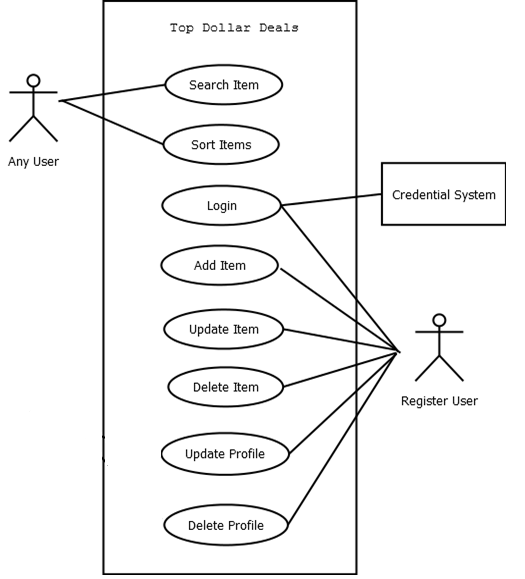 Top Dollar Deals
Search Item
Any User
Sort Items
Login
Credential System
Add Item
Update Item
Delete Item
Register User
Update Profile
Delete Profile